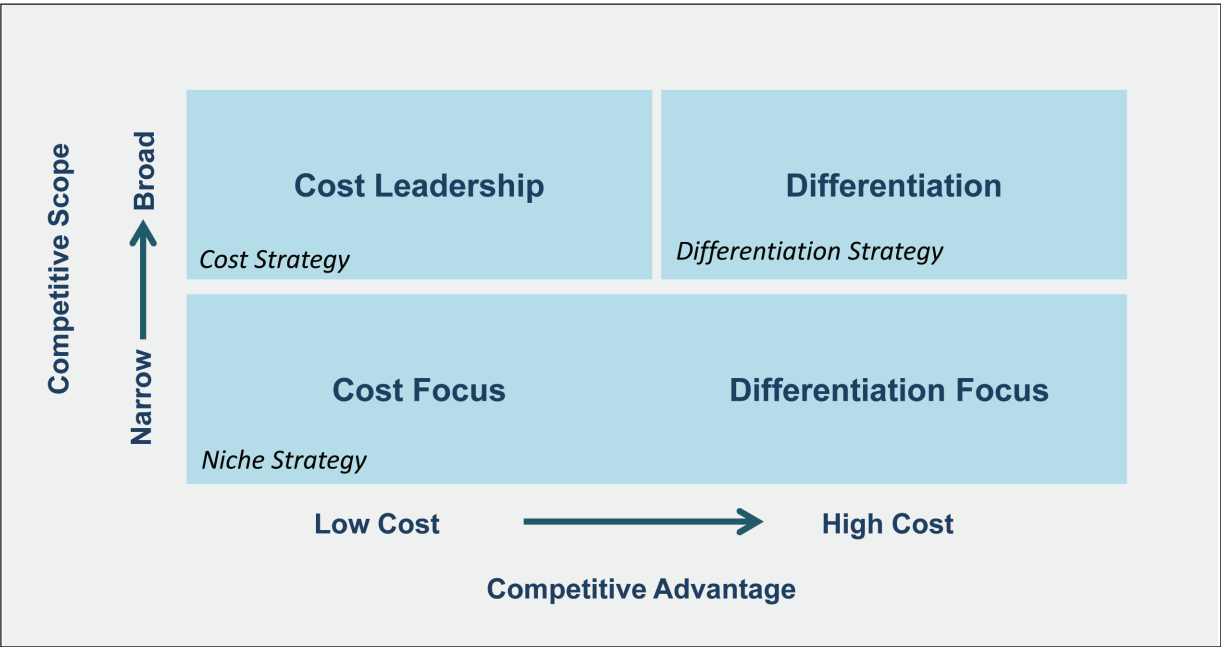 Competitive Scope
Broad
Narrow
Cost Leadership
Cost Strategy
Differentiation
Differentiation Strategy
Cost Focus
Differentiation Focus
Niche Strategy
Low Cost
High Cost
Competitive Advantage